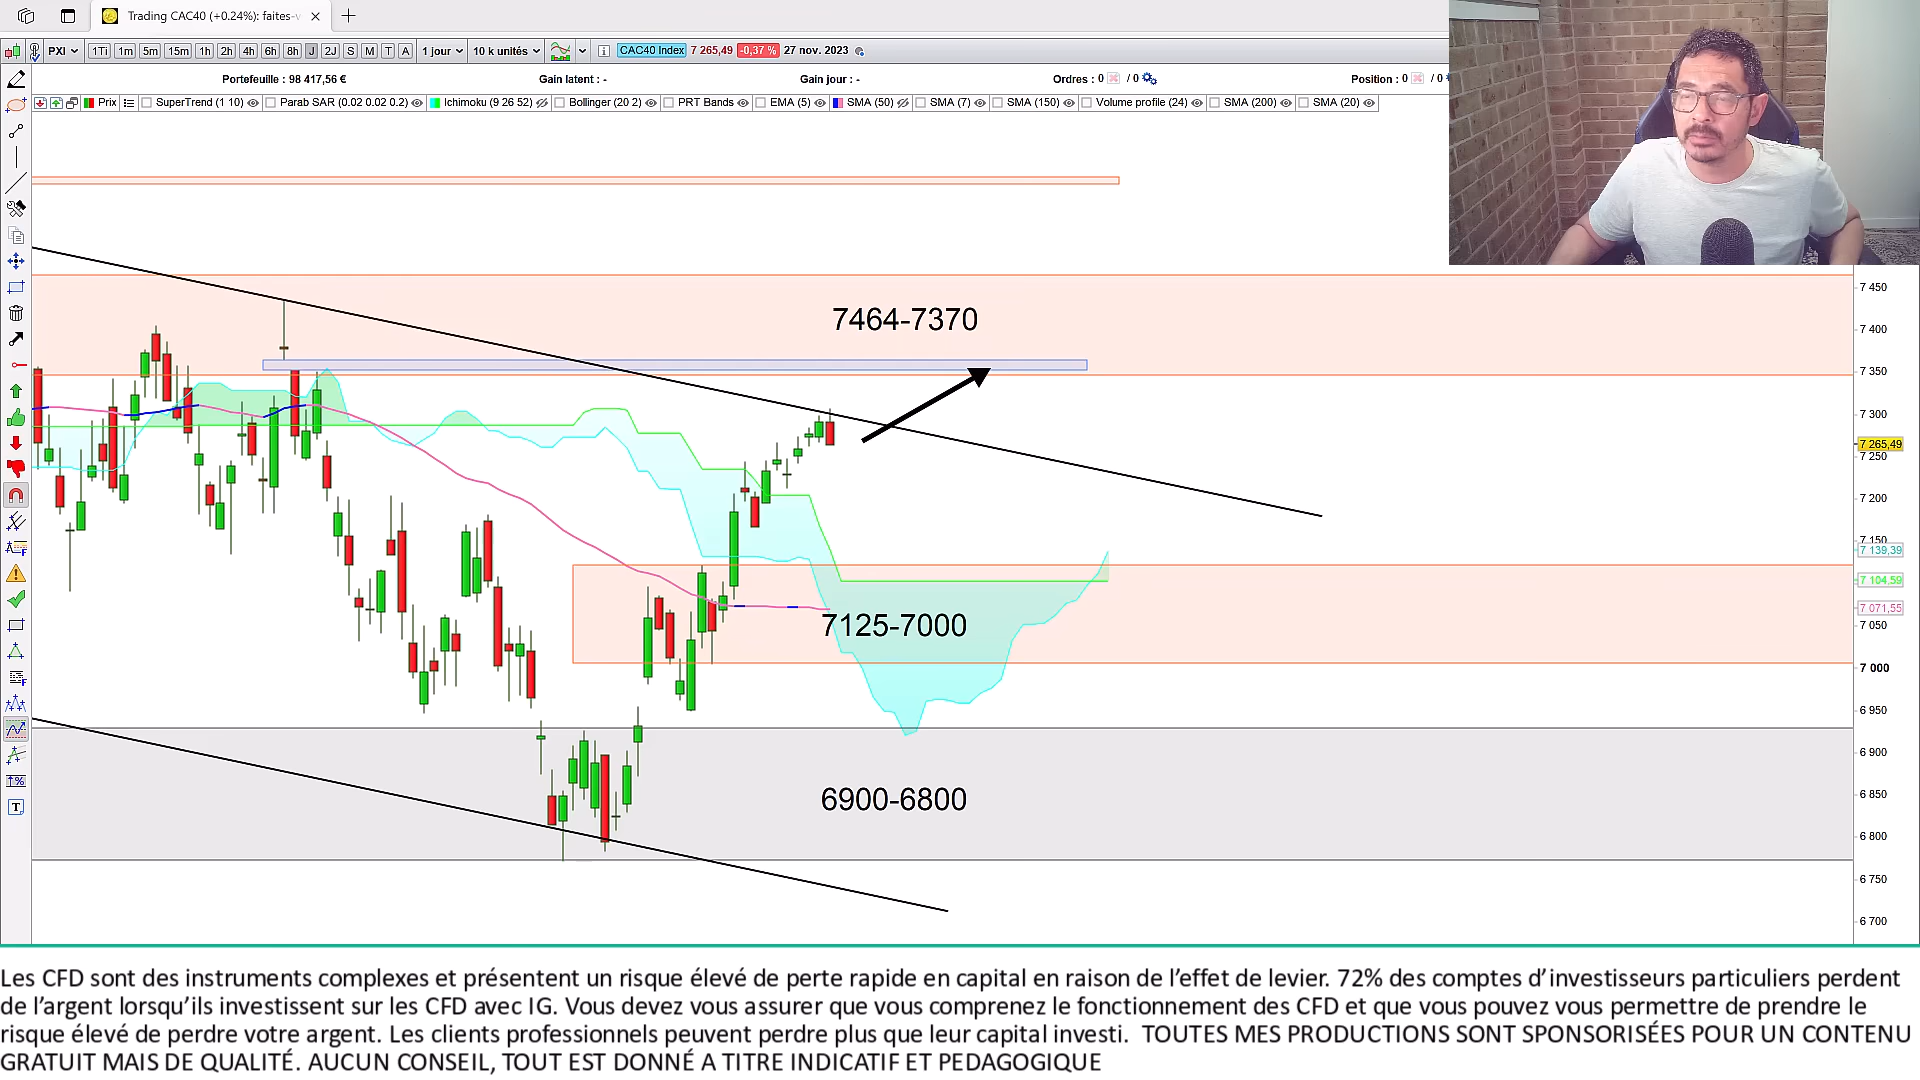 Trading CAC40 (+0.24%): faites-v
PXI 1Ti 1m 5m 15m 1h 2h 4h 6h 8h J 2J S M T A 1 jour 10 k unités CAC40 Index 7 265,49 -0,37 % 27 nov. 2023
Portefeuille : 98 417,56 € Gain latent : - Gain jour : - Ordres : 0 / 0 Position : 0 / 0
Prix SuperTrend (1 10) Parab SAR (0.02 0.02 0.2) Ichimoku (9 26 52) Bollinger (20 2) PRT Bands EMA (5) SMA (50) SMA (7) SMA (150) Volume profile (24) SMA (200) SMA (20)
7 450
7464-7370
7 400
7 350
7 300
7 265,49
7 250
7 200
7 150
7 139,39
7 104,59
7 071,55
7125-7000
7 050
7 000
6 950
6 900
6900-6800
6 850
6 800
6 750
6 700
Les CFD sont des instruments complexes et présentent un risque élevé de perte rapide en capital en raison de l’effet de levier. 72% des comptes d’investisseurs particuliers perdent
de l’argent lorsqu’ils investissent sur les CFD avec IG. Vous devez vous assurer que vous comprenez le fonctionnement des CFD et que vous pouvez vous permettre de prendre le
risque élevé de perdre votre argent. Les clients professionnels peuvent perdre plus que leur capital investi. TOUTES MES PRODUCTIONS SONT SPONSORISÉES POUR UN CONTENU
GRATUIT MAIS DE QUALITÉ. AUCUN CONSEIL, TOUT EST DONNÉ A TITRE INDICATIF ET PEDAGOGIQUE